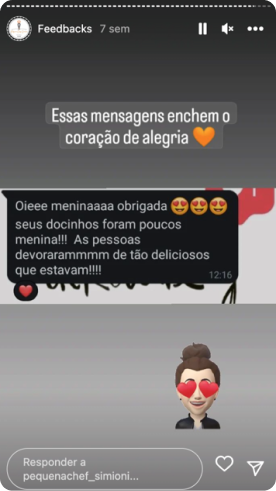 Feedbacks 7 sem
Essas mensagens enchem o
coração de alegria 🧡
Oieee meninaaaa obrigada 😍😍😍
seus docinhos foram poucos
menina!!! As pessoas
devorarammmm de tão deliciosos
que estavam!!!!
12:16
Responder a
pequenachef_simioni...